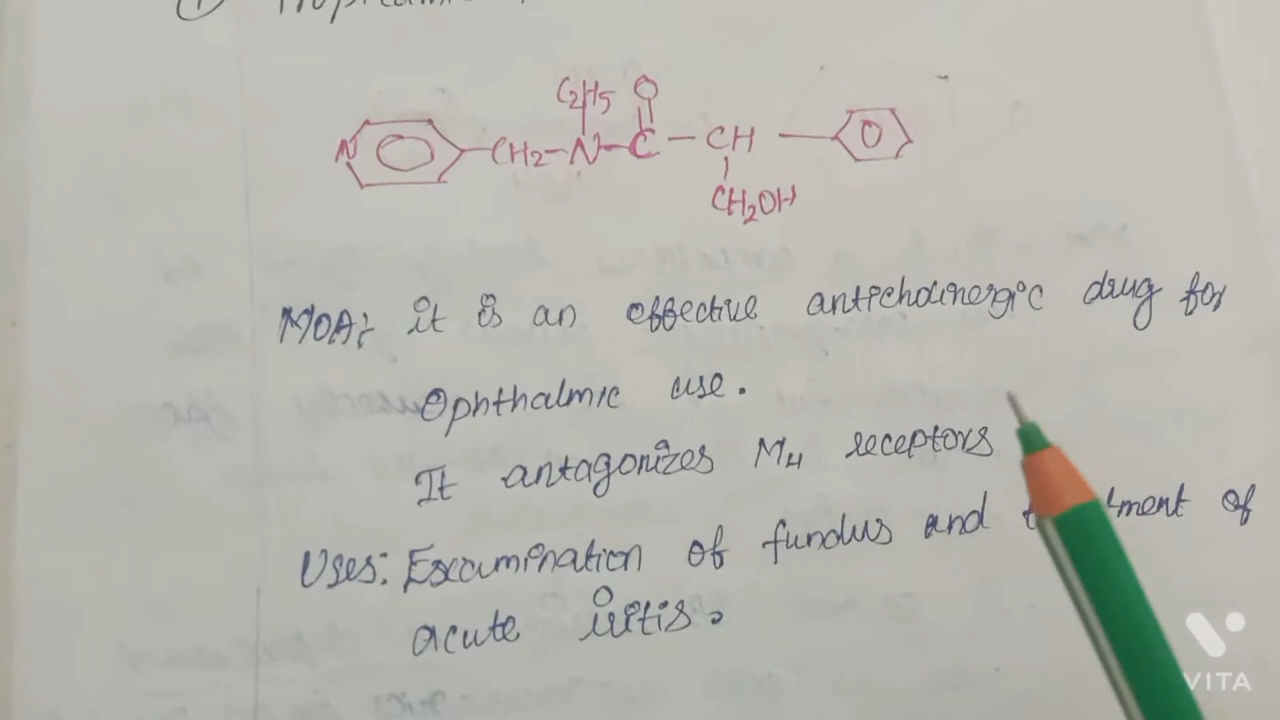 N
C2H5 O
CH2-N-C-CH
CH2OH
MOA: it is an effective anticholinergic drug for
Ophthalmic use.
It antagonizes M4 receptors
Uses: Examination of fundus and of
acute iritis.
VITA